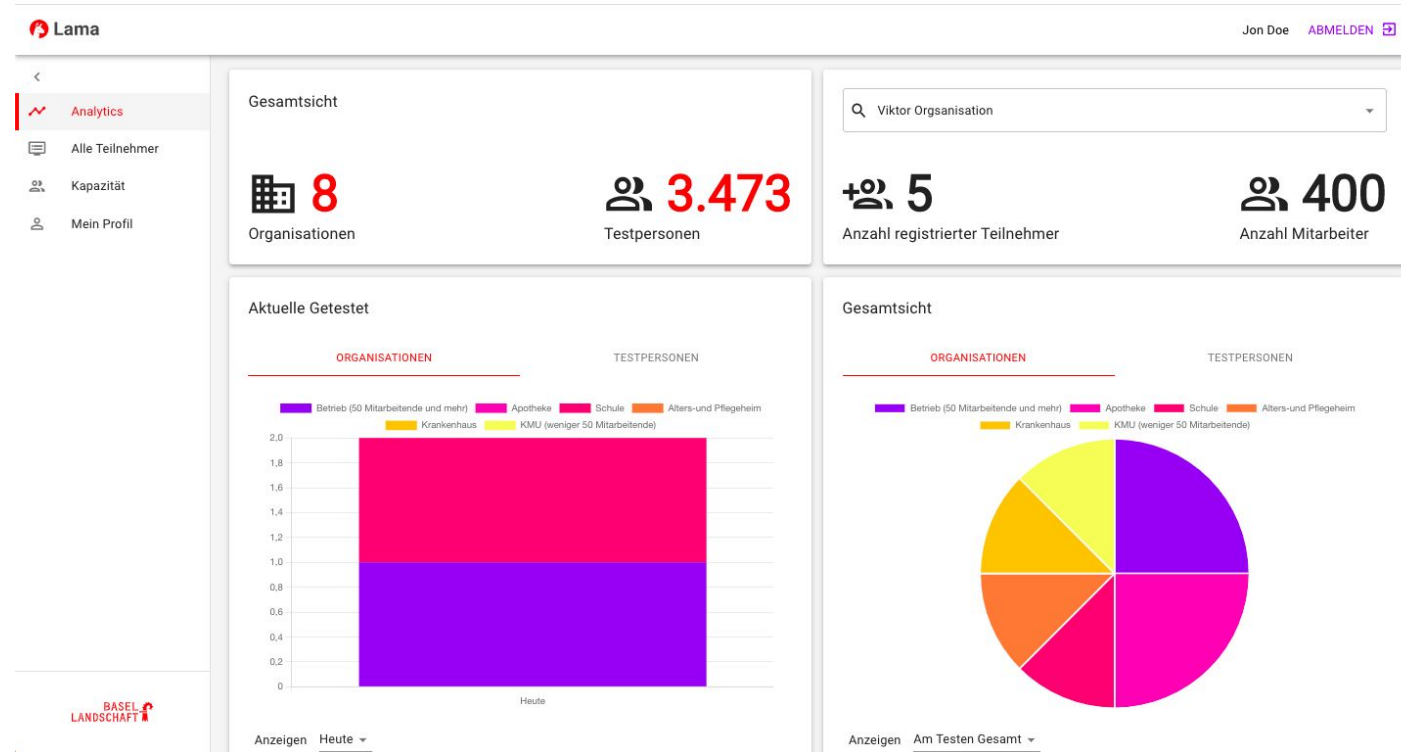 Lama
Jon Doe ABMELDEN
Analytics
Alle Teilnehmer
Kapazität
Mein Profil
BASEL
LANDSCHAFT
Gesamtsicht
8
Organisationen
3.473
Testpersonen
Viktor Orgsanisation
5
Anzahl registrierter Teilnehmer
400
Anzahl Mitarbeiter
Aktuelle Getestet
ORGANISATIONEN TESTPERSONEN
Betrieb (50 Mitarbeitende und mehr) Apotheke Schule Alters-und Pflegeheim
Krankenhaus KMU (weniger 50 Mitarbeitende)
2,0
1,8
1,6
1,4
1,2
1,0
0,8
0,6
0,4
0,2
0
Heute
Anzeigen Heute
Gesamtsicht
ORGANISATIONEN TESTPERSONEN
Betrieb (50 Mitarbeitende und mehr) Apotheke Schule Alters-und Pflegeheim
Krankenhaus KMU (weniger 50 Mitarbeitende)
Anzeigen Am Testen Gesamt